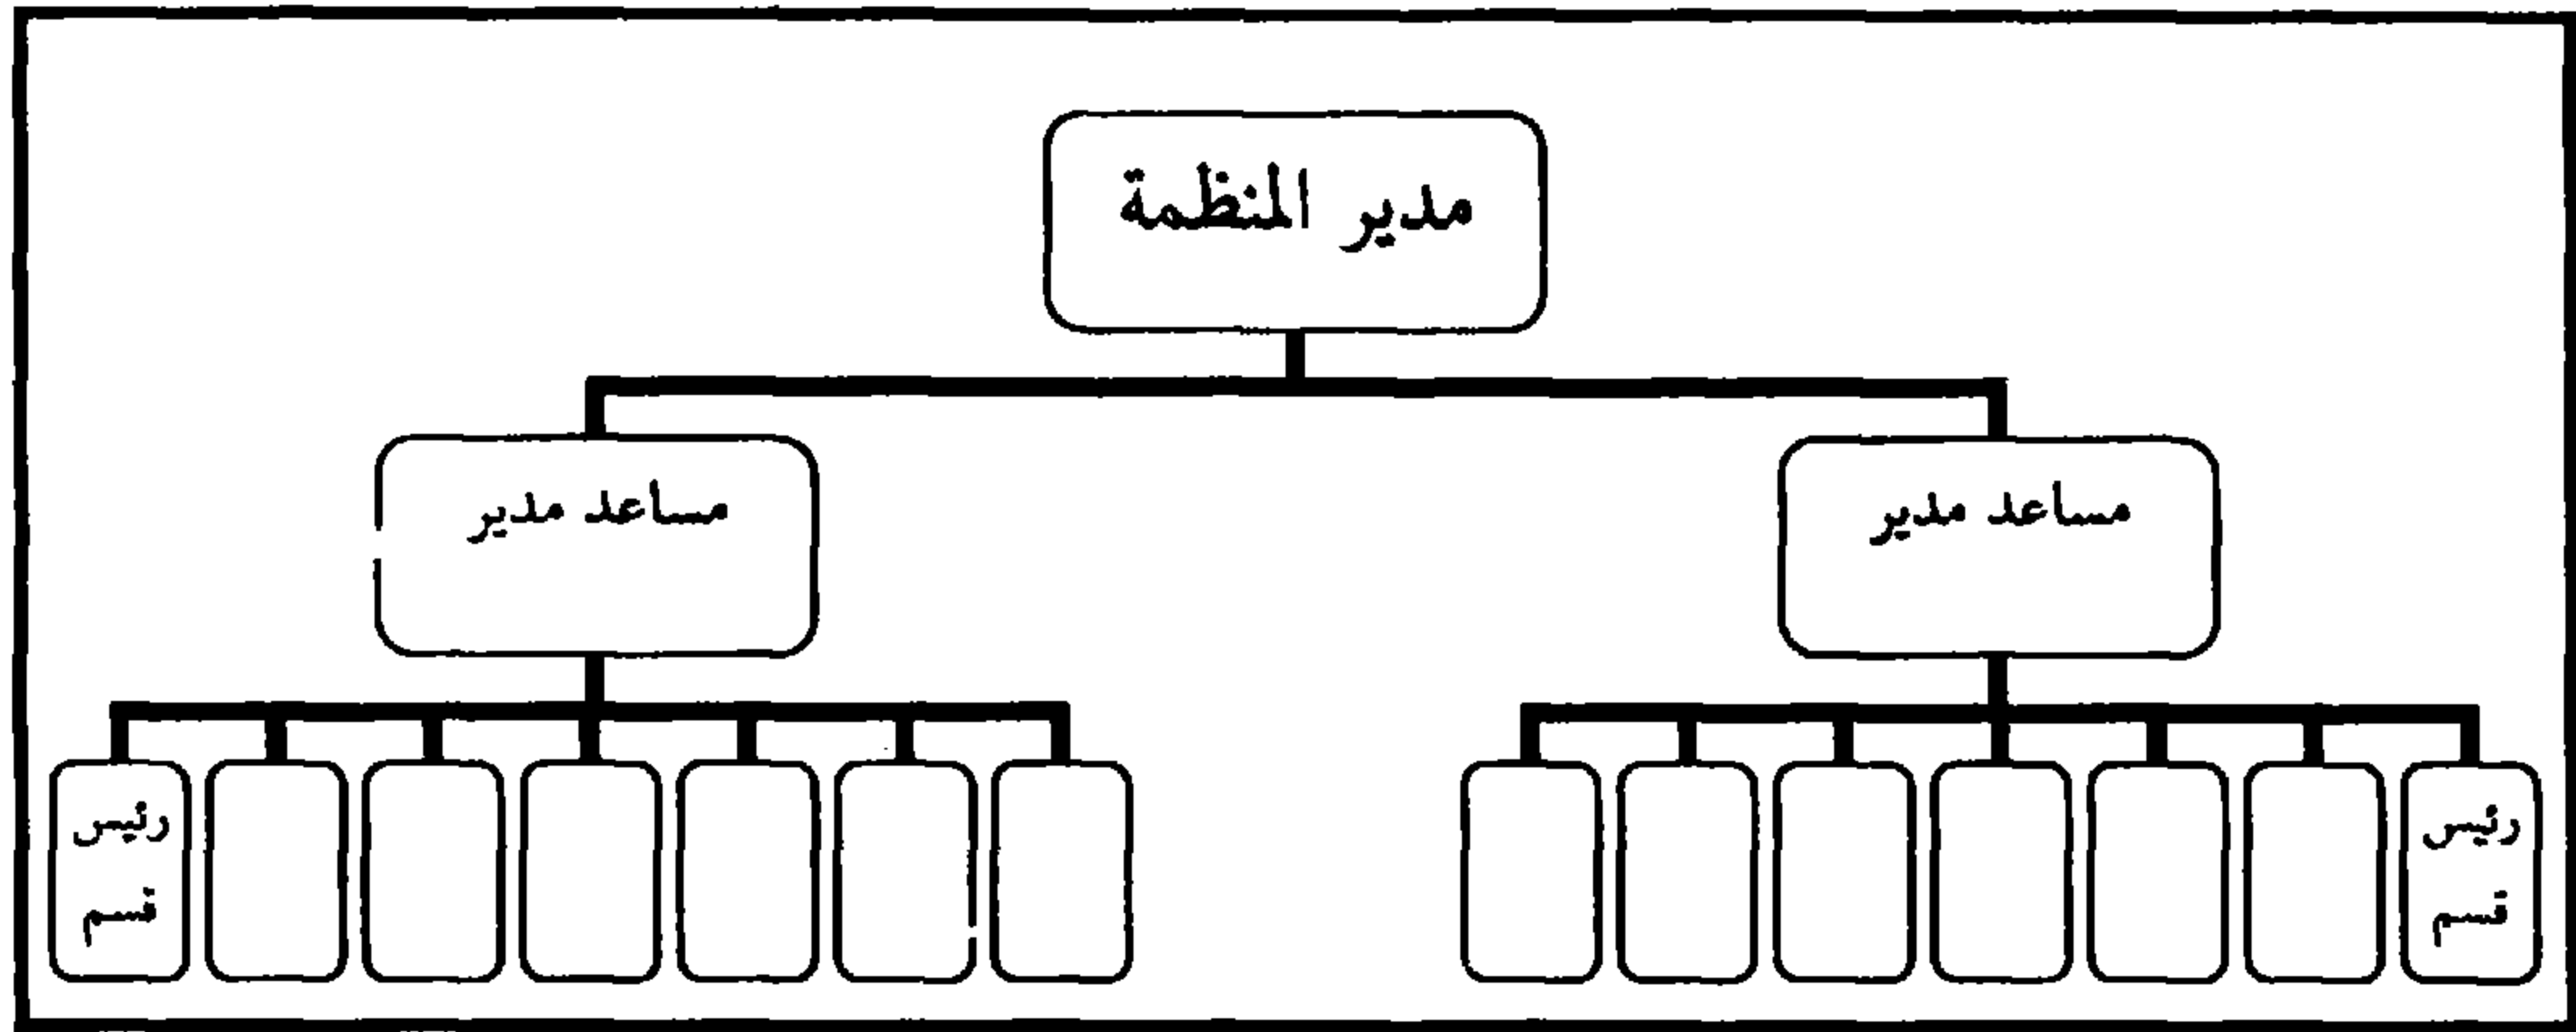 مدير المنظمة
مساعد مدير
مساعد مدير
رئيس
قسم
رئيس
قسم